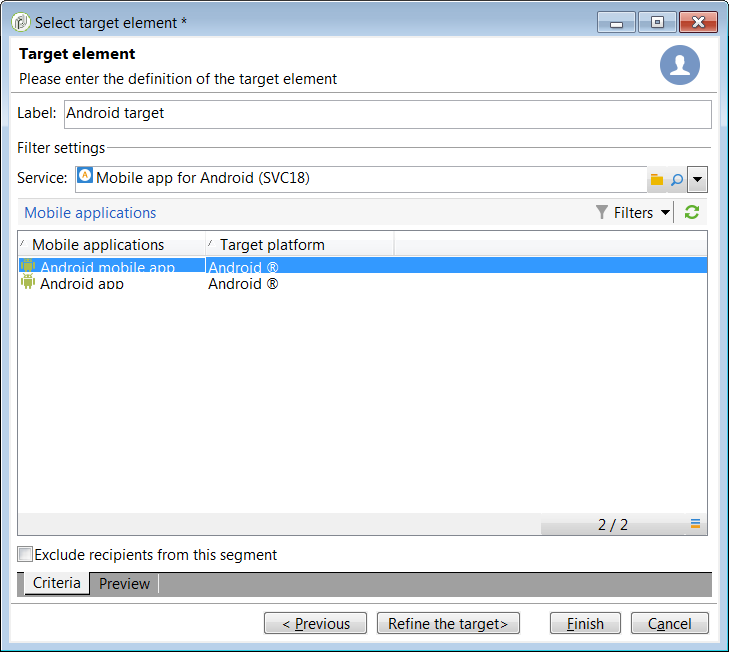 Select target element *
Target element
Please enter the definition of the target element
Label: Android target
Filter settings
Service: Mobile app for Android (SVC18)
Mobile applications Filters
Mobile applications Target platform
Android mobile app Android ®
Android app Android ®
2 / 2
Exclude recipients from this segment
Criteria Preview
< Previous Refine the target> Finish Cancel